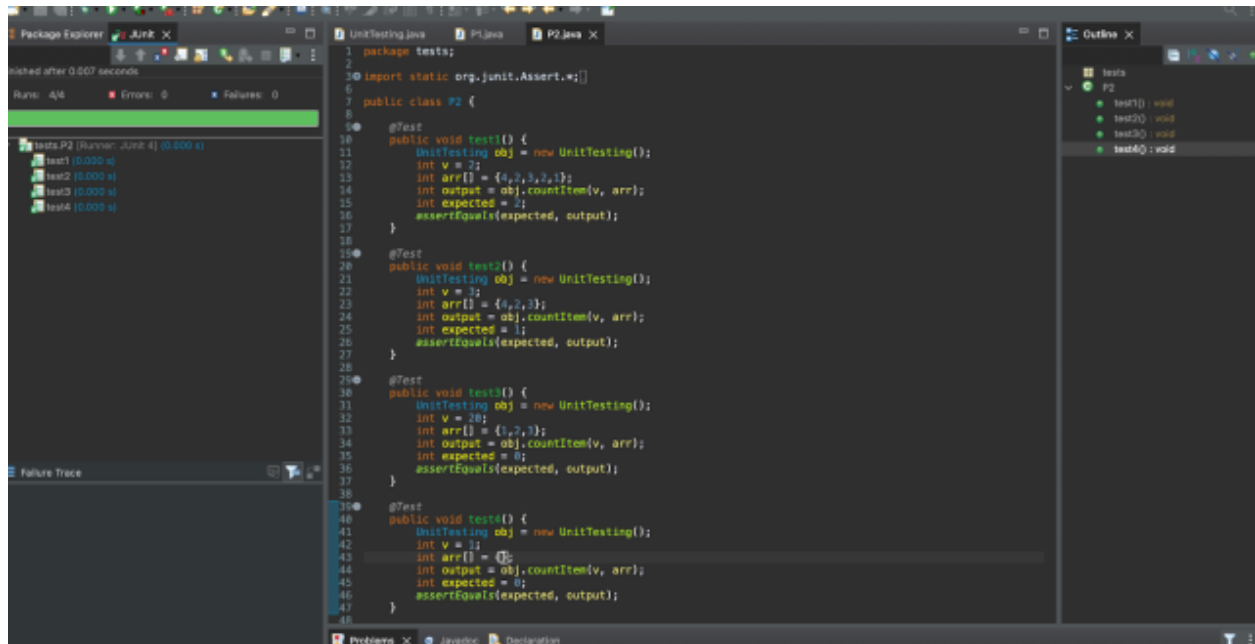 Package Explorer
JUnit
Finished after 0.007 seconds
Runs: 4/4
Errors: 0
Failures: 0
tests.P2 [Runner: JUnit 4] (0.000 s)
test1 (0.000 s)
test2 (0.000 s)
test3 (0.000 s)
test4 (0.000 s)
Failure Trace
UnitTesting.java
P1.java
P2.java
1 package tests;
2
3 import static org.junit.Assert.*;
6
7 public class P2 {
8
9 @Test
10 public void test1() {
11 UnitTesting obj = new UnitTesting();
12 int v = 2;
13 int arr[] = {4,2,3,2,1};
14 int output = obj.countItem(v, arr);
15 int expected = 2;
16 assertEquals(expected, output);
17 }
18
19 @Test
20 public void test2() {
21 UnitTesting obj = new UnitTesting();
22 int v = 3;
23 int arr[] = {4,2,3};
24 int output = obj.countItem(v, arr);
25 int expected = 1;
26 assertEquals(expected, output);
27 }
28
29 @Test
30 public void test3() {
31 UnitTesting obj = new UnitTesting();
32 int v = 20;
33 int arr[] = {1,2,3};
34 int output = obj.countItem(v, arr);
35 int expected = 0;
36 assertEquals(expected, output);
37 }
38
39 @Test
40 public void test4() {
41 UnitTesting obj = new UnitTesting();
42 int v = 1;
43 int arr[] = {};
44 int output = obj.countItem(v, arr);
45 int expected = 0;
46 assertEquals(expected, output);
47 }
48
Problems
Javadoc
Declaration
Outline
tests
P2
test1() : void
test2() : void
test3() : void
test4() : void